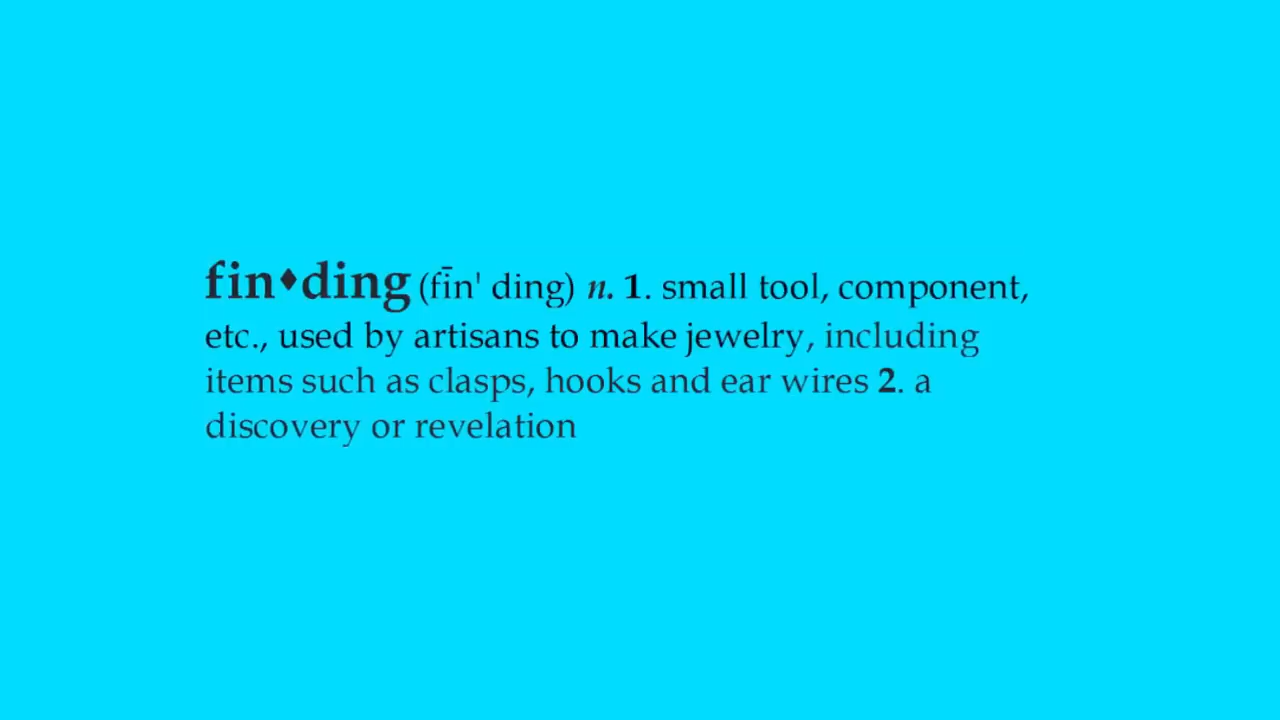 fin♦ding (fīn' ding) n. 1. small tool, component,
etc., used by artisans to make jewelry, including
items such as clasps, hooks and ear wires 2. a
discovery or revelation